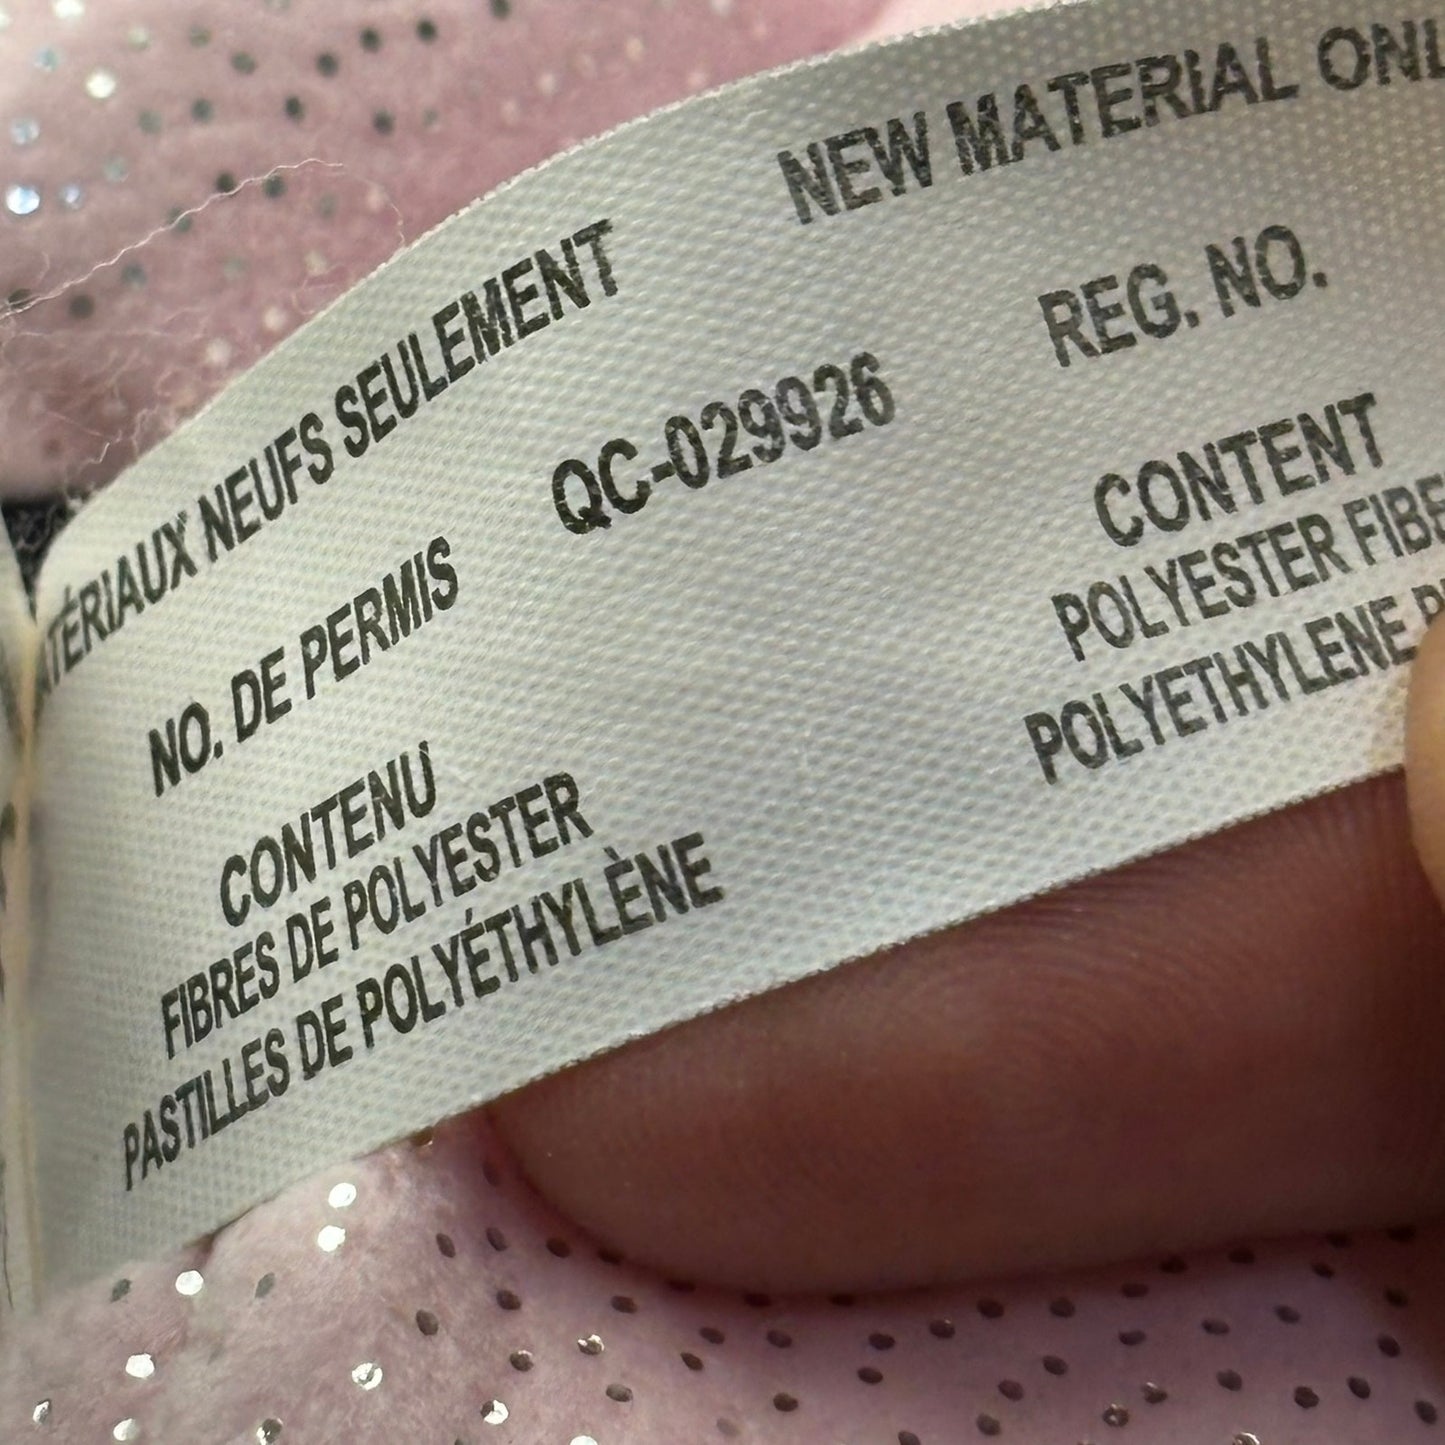 NEW MATERIAL ONL
MATÉRIAUX NEUFS SEULEMENT
REG. NO.
QC-029926
NO. DE PERMIS
CONTENT
POLYESTER FIBE
POLYETHYLENE
CONTENU
FIBRES DE POLYESTER
PASTILLES DE POLYÉTHYLÈNE